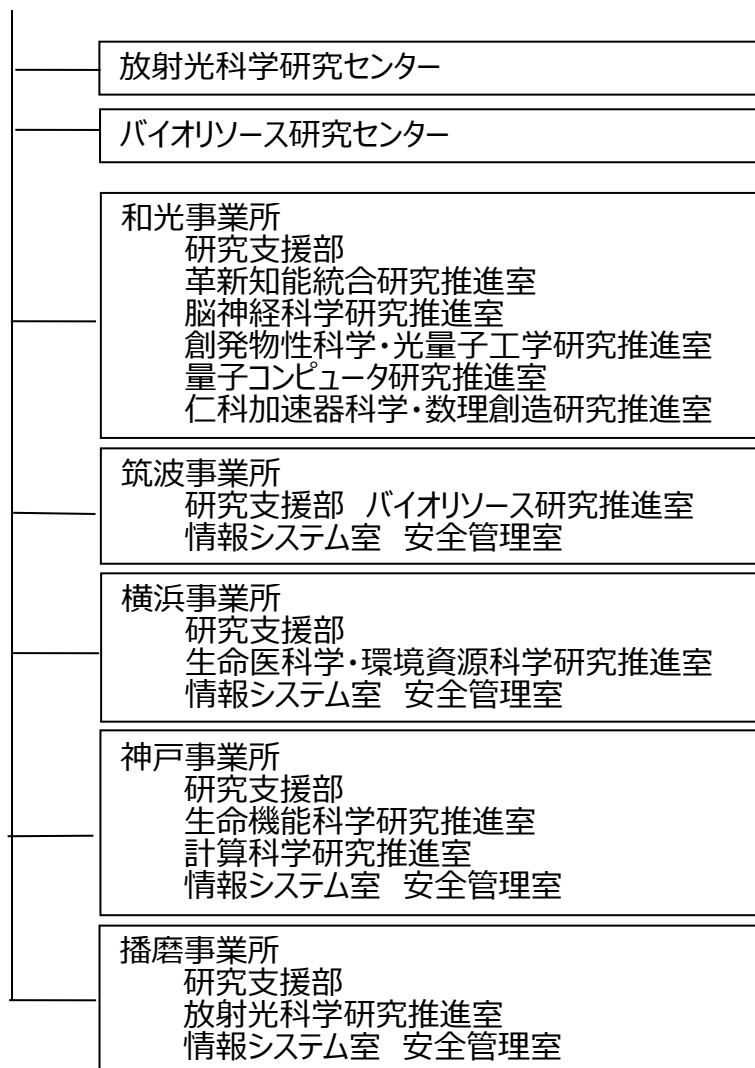 放射光科学研究センター
バイオリソース研究センター
和光事業所
研究支援部
革新知能統合研究推進室
脳神経科学研究推進室
創発物性科学・光量子工学研究推進室
量子コンピュータ研究推進室
仁科加速器科学・数理創造研究推進室
筑波事業所
研究支援部　バイオリソース研究推進室
情報システム室　安全管理室
横浜事業所
研究支援部
生命医科学・環境資源科学研究推進室
情報システム室　安全管理室
神戸事業所
研究支援部
生命機能科学研究推進室
計算科学研究推進室
情報システム室　安全管理室
播磨事業所
研究支援部
放射光科学研究推進室
情報システム室　安全管理室